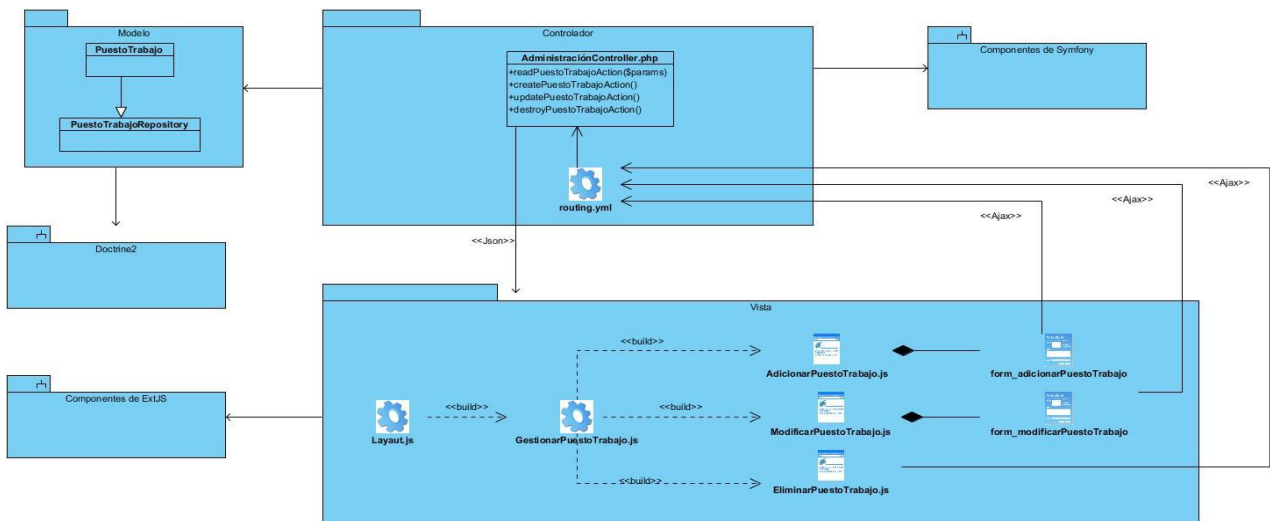 Modelo
PuestoTrabajo
PuestoTrabajoRepository
Controlador
AdministraciónController.php
+readPuestoTrabajoAction($params)
+createPuestoTrabajoAction()
+updatePuestoTrabajoAction()
+destroyPuestoTrabajoAction()
routing.yml
Componentes de Symfony
<<Ajax>>
<<Ajax>>
<<Ajax>>
<<Json>>
Doctrine2
Vista
<<build>>
AdicionarPuestoTrabajo.js
form_adicionarPuestoTrabajo
Componentes de ExtJS
<<build>>
<<build>>
Layaut.js
GestionarPuestoTrabajo.js
ModificarPuestoTrabajo.js
form_modificarPuestoTrabajo
<<build>>
EliminarPuestoTrabajo.js